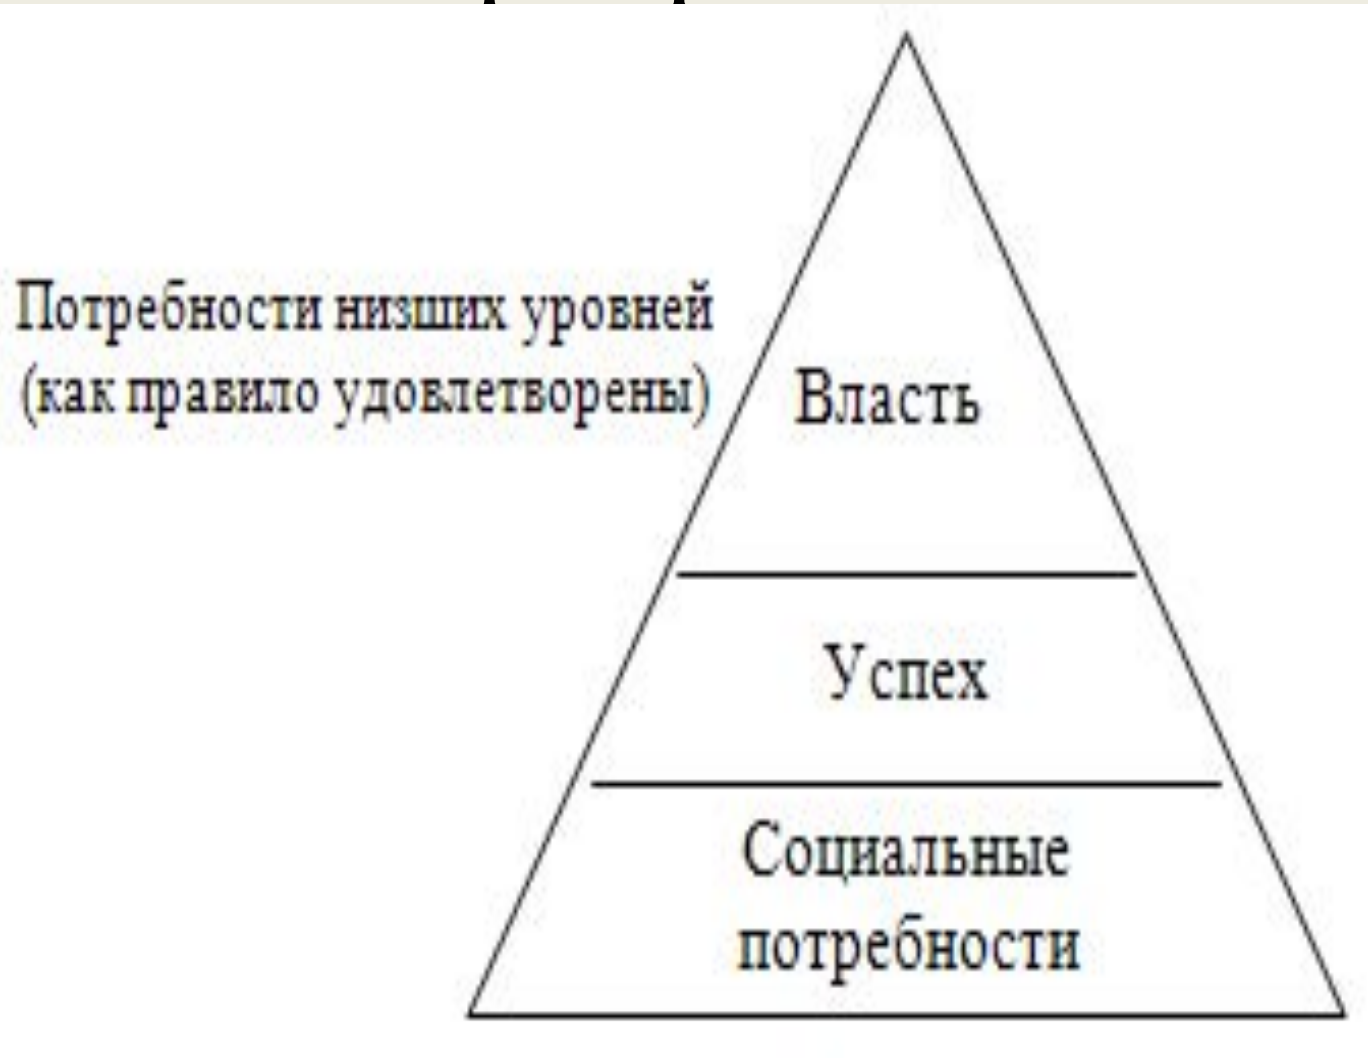 Потребности низших уровней
(как правило удовлетворены)
Власть
Успех
Социальные
потребности